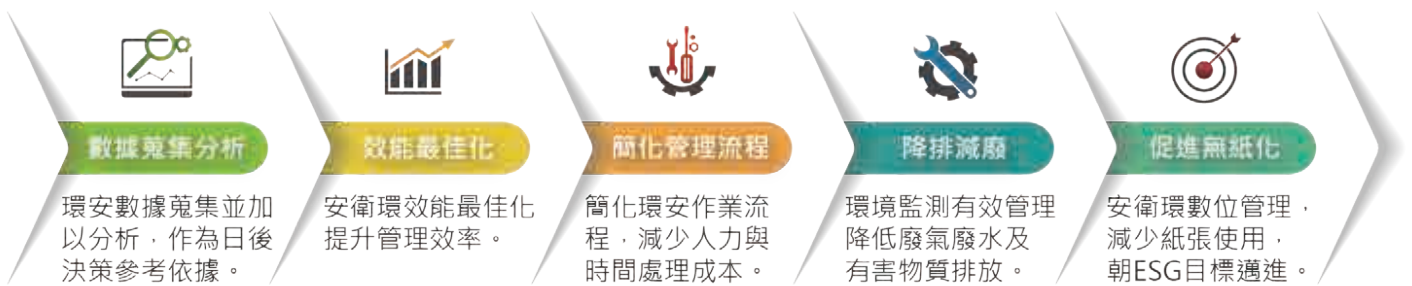 數據蒐集分析
環安數據蒐集並加
以分析，作為日後
決策參考依據。
效能最佳化
安衛環效能最佳化
提升管理效率。
簡化管理流程
簡化環安作業流
程，減少人力與
時間處理成本。
降排減廢
環境監測有效管理
降低廢氣廢水及
有害物質排放。
促進無紙化
安衛環數位管理，
減少紙張使用，
朝ESG目標邁進。